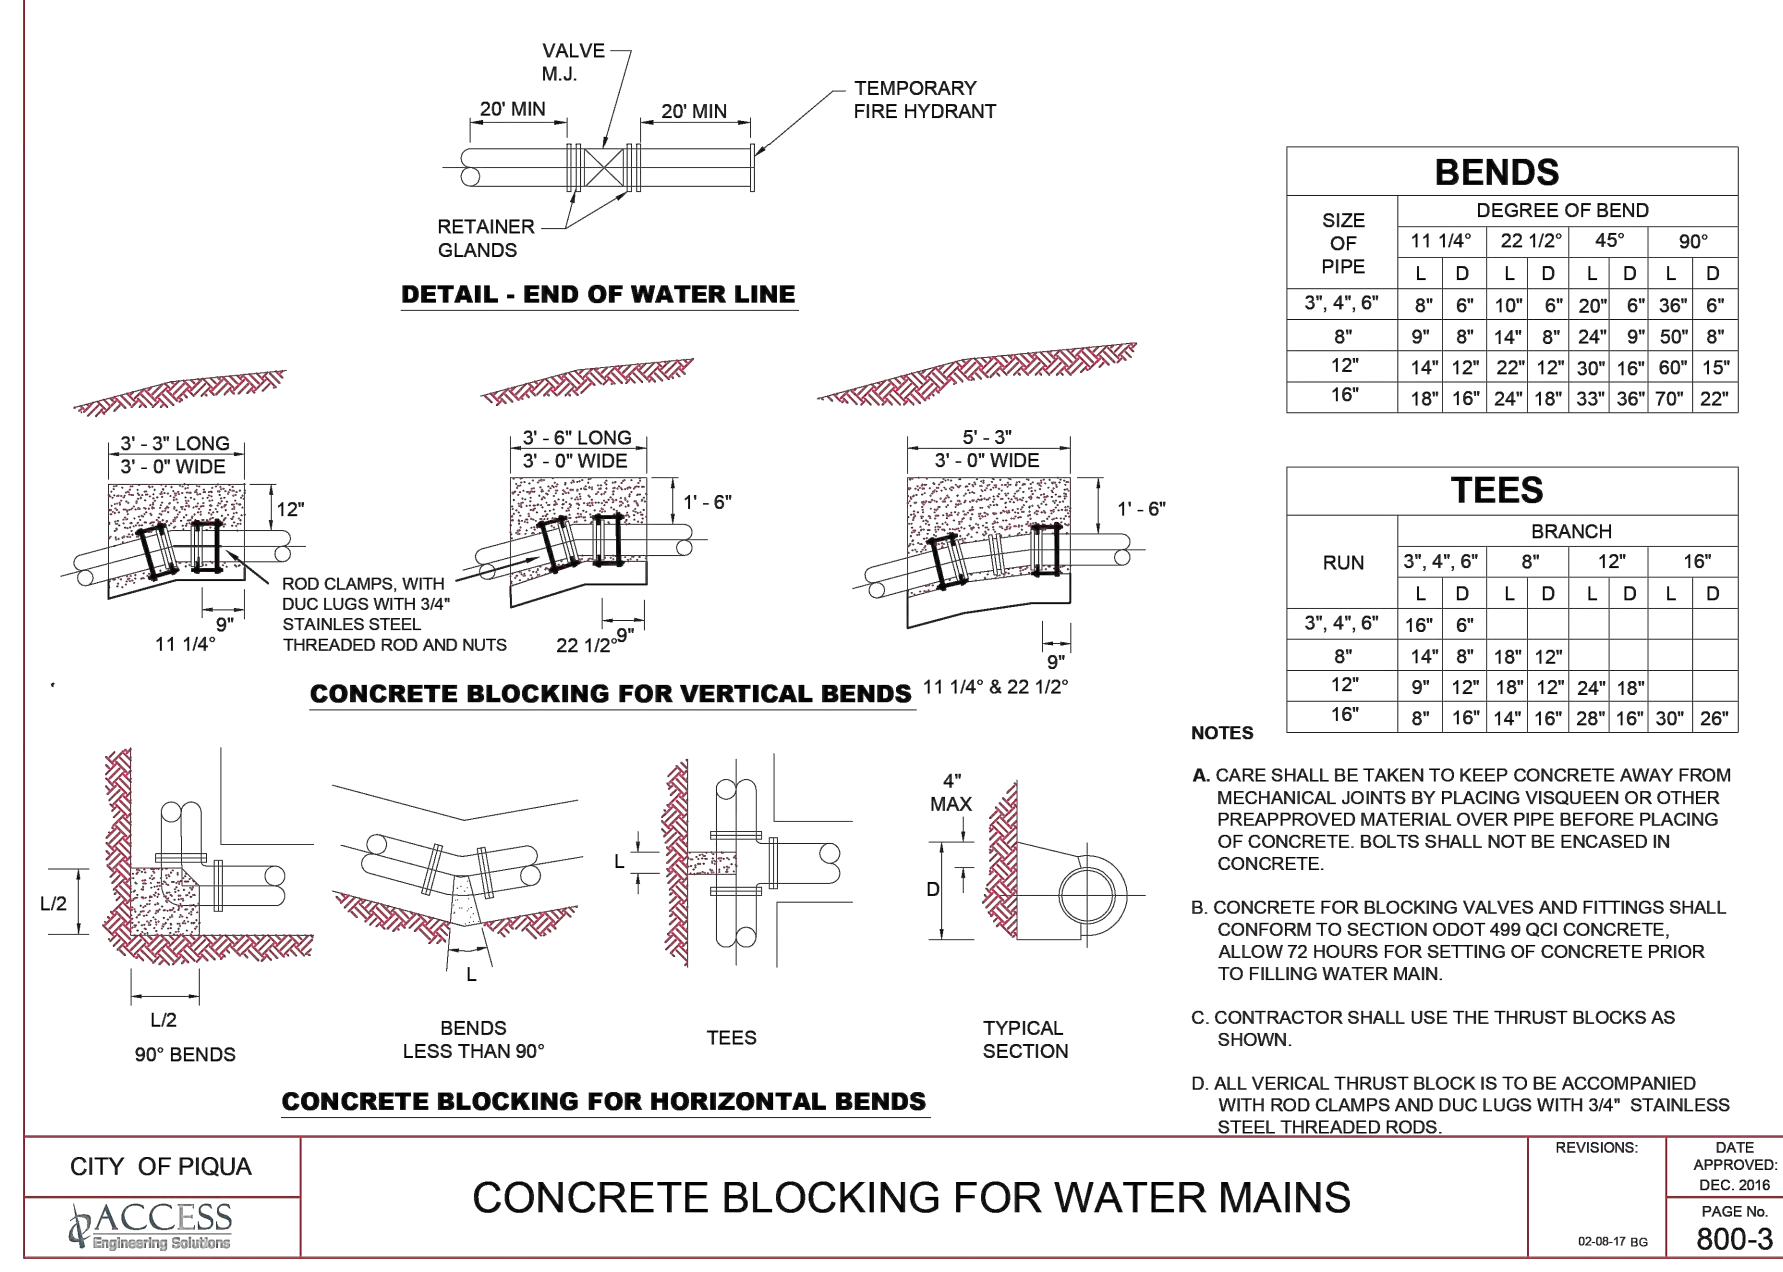 VALVE
M.J.
20' MIN
20' MIN
TEMPORARY
FIRE HYDRANT
RETAINER
GLANDS
DETAIL - END OF WATER LINE
3' - 3" LONG
3' - 0" WIDE
12"
9"
11 1/4°
ROD CLAMPS, WITH
DUC LUGS WITH 3/4"
STAINLES STEEL
THREADED ROD AND NUTS
3' - 6" LONG
3' - 0" WIDE
1' - 6"
9"
22 1/2°
5' - 3"
3' - 0" WIDE
1' - 6"
9"
11 1/4° & 22 1/2°
CONCRETE BLOCKING FOR VERTICAL BENDS
L/2
L/2
90° BENDS
L
BENDS
LESS THAN 90°
L
TEES
4"
MAX
D
TYPICAL
SECTION
CONCRETE BLOCKING FOR HORIZONTAL BENDS
BENDS
SIZE
OF
PIPE
DEGREE OF BEND
11 1/4° 22 1/2° 45° 90°
L D L D L D L D
3", 4", 6" 8" 6" 10" 6" 20" 6" 36" 6"
8" 9" 8" 14" 8" 24" 9" 50" 8"
12" 14" 12" 22" 12" 30" 16" 60" 15"
16" 18" 16" 24" 18" 33" 36" 70" 22"
TEES
RUN
BRANCH
3", 4", 6" 8" 12" 16"
L D L D L D L D
3", 4", 6" 16" 6"
8" 14" 8" 18" 12"
12" 9" 12" 18" 12" 24" 18"
16" 8" 16" 14" 16" 28" 16" 30" 26"
NOTES
A. CARE SHALL BE TAKEN TO KEEP CONCRETE AWAY FROM
MECHANICAL JOINTS BY PLACING VISQUEEN OR OTHER
PREAPPROVED MATERIAL OVER PIPE BEFORE PLACING
OF CONCRETE. BOLTS SHALL NOT BE ENCASED IN
CONCRETE.
B. CONCRETE FOR BLOCKING VALVES AND FITTINGS SHALL
CONFORM TO SECTION ODOT 499 QCI CONCRETE,
ALLOW 72 HOURS FOR SETTING OF CONCRETE PRIOR
TO FILLING WATER MAIN.
C. CONTRACTOR SHALL USE THE THRUST BLOCKS AS
SHOWN.
D. ALL VERICAL THRUST BLOCK IS TO BE ACCOMPANIED
WITH ROD CLAMPS AND DUC LUGS WITH 3/4" STAINLESS
STEEL THREADED RODS.
CITY OF PIQUA
ACCESS
Engineering Solutions
CONCRETE BLOCKING FOR WATER MAINS
REVISIONS:
02-08-17 BG
DATE
APPROVED:
DEC. 2016
PAGE No.
800-3